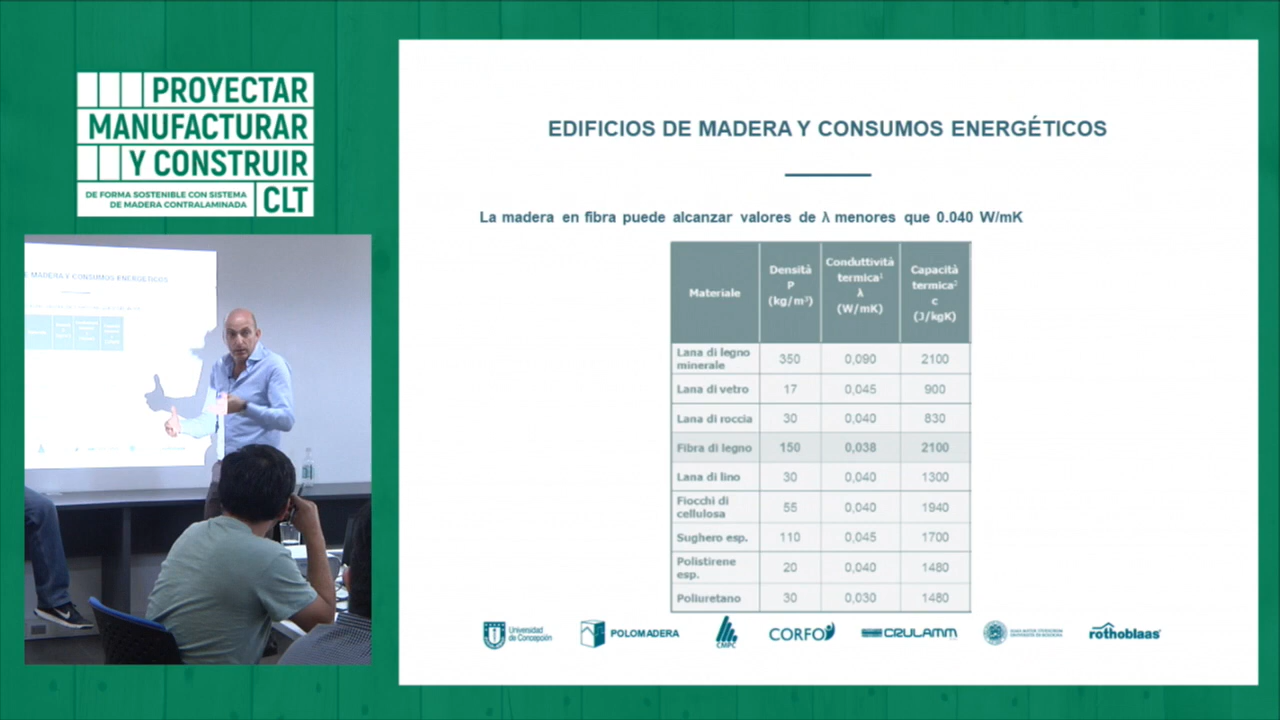 PROYECTAR
MANUFACTURAR
Y CONSTRUIR
DE FORMA SOSTENIBLE CON SISTEMA
DE MADERA CONTRALAMINADA
CLT
EDIFICIOS DE MADERA Y CONSUMOS ENERGÉTICOS
La madera en fibra puede alcanzar valores de λ menores que 0.040 W/mK
Materiale
Densità
P
(kg/m³)
Conduttività
termica¹
λ
(W/mK)
Capacità
termica²
c
(J/kgK)
Lana di legno
minerale
350 0,090 2100
Lana di vetro 17 0,045 900
Lana di roccia 30 0,040 830
Fibra di legno 150 0,038 2100
Lana di lino 30 0,040 1300
Fiocchi di
cellulosa
55 0,040 1940
Sughero esp. 110 0,045 1700
Polistirene
esp.
20 0,040 1480
Poliuretano 30 0,030 1480
Universidad
de Concepción
POLOMADERA
CMPC
CORFO
CRULAMM
rothoblaas
E MADERA Y CONSUMOS ENERGÉTICOS